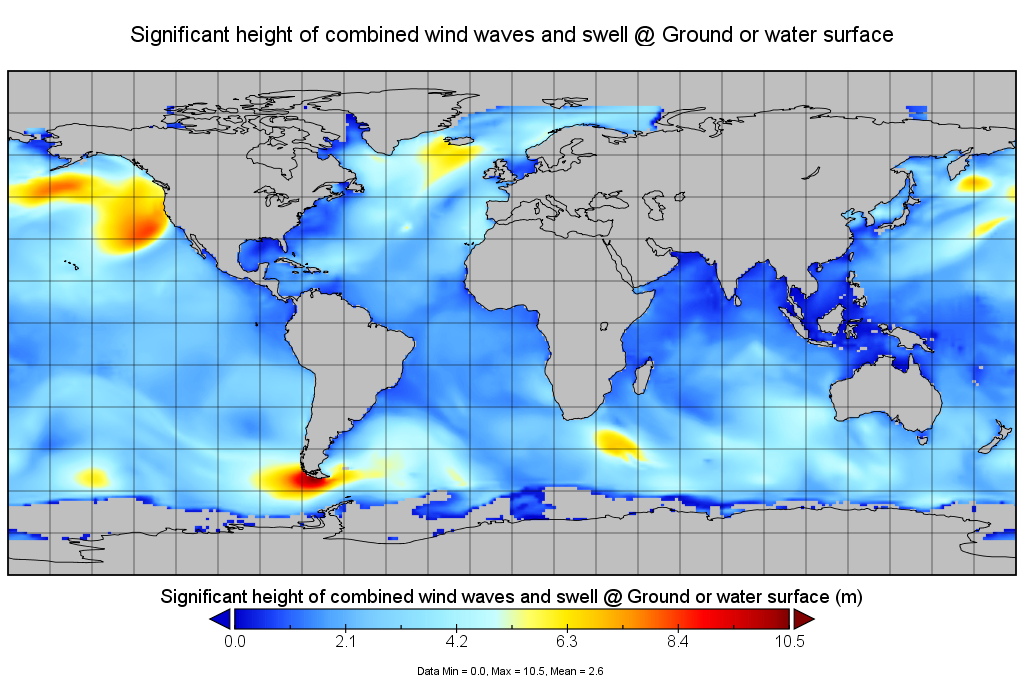 Significant height of combined wind waves and swell @ Ground or water surface
Significant height of combined wind waves and swell @ Ground or water surface (m)
0.0 2.1 4.2 6.3 8.4 10.5
Data Min = 0.0, Max = 10.5, Mean = 2.6